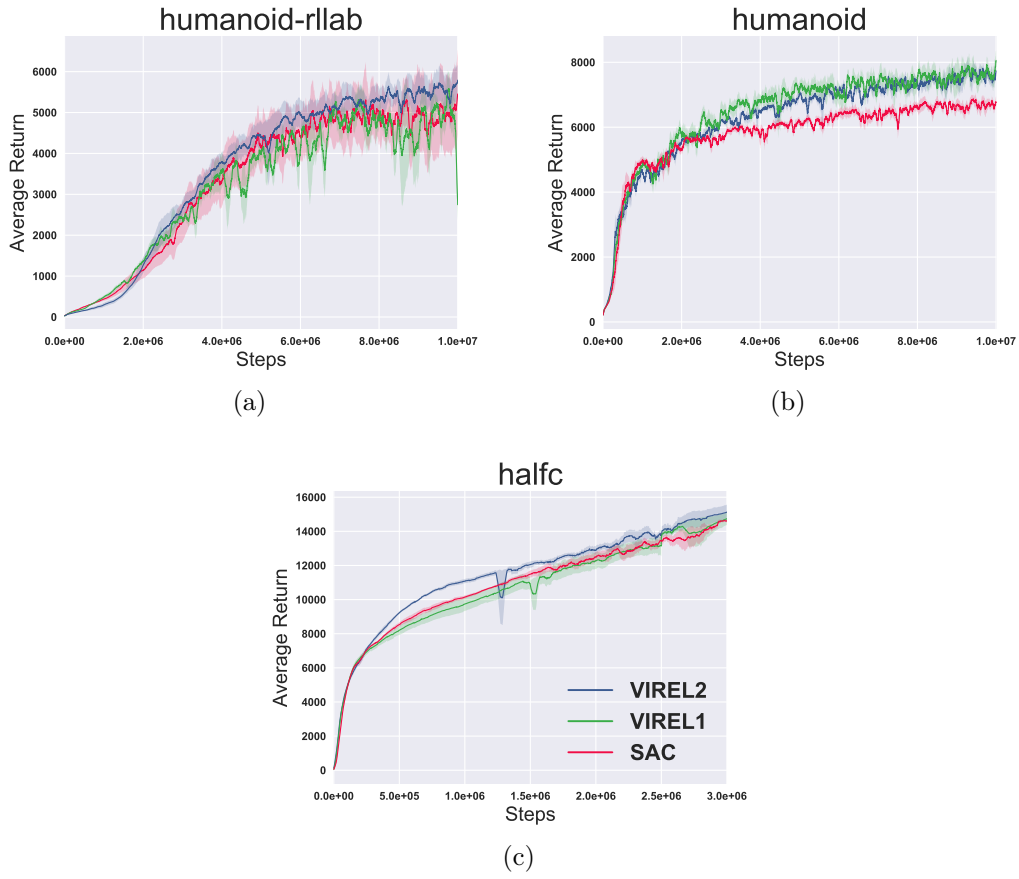 humanoid-rllab
6000
5000
4000
3000
2000
1000
0
Average Return
0.0e+00 2.0e+06 4.0e+06 6.0e+06 8.0e+06 1.0e+07
Steps
(a)
humanoid
8000
6000
4000
2000
0
Average Return
0.0e+00 2.0e+06 4.0e+06 6.0e+06 8.0e+06 1.0e+07
Steps
(b)
halfc
16000
14000
12000
10000
8000
6000
4000
2000
0
Average Return
VIREL2
VIREL1
SAC
0.0e+00 5.0e+05 1.0e+06 1.5e+06 2.0e+06 2.5e+06 3.0e+06
Steps
(c)